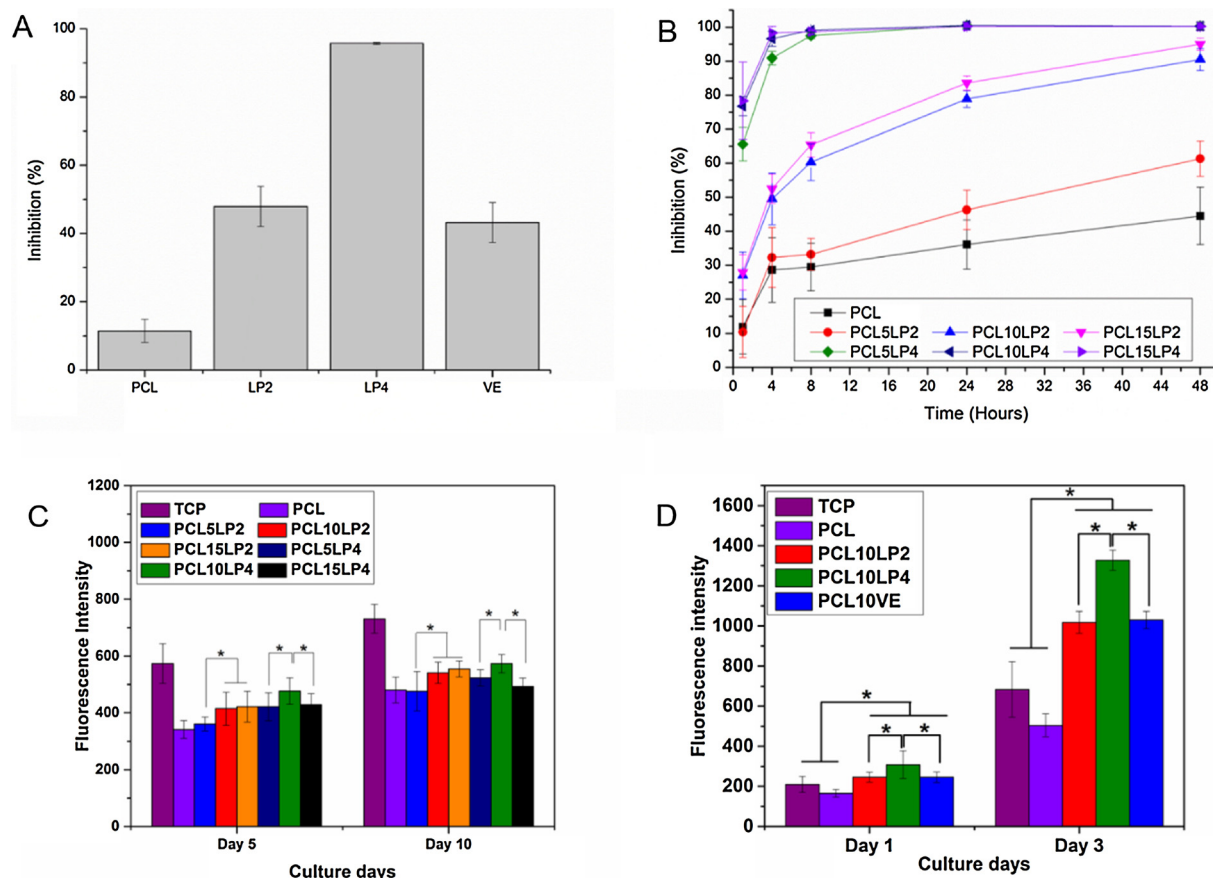 A
Inihibition (%)
100
80
60
40
20
0
PCL LP2 LP4 VE
B
Inihibition (%)
100
90
80
70
60
50
40
30
20
10
0
PCL
PCL5LP2 PCL10LP2 PCL15LP2
PCL5LP4 PCL10LP4 PCL15LP4
0 4 8 12 16 20 24 28 32 36 40 44 48
Time (Hours)
C
Fluorescence Intensity
1200
1000
800
600
400
200
0
TCP PCL
PCL5LP2 PCL10LP2
PCL15LP2 PCL5LP4
PCL10LP4 PCL15LP4
* * *
* * *
Day 5 Day 10
Culture days
D
Fluorescence intensity
1600
1400
1200
1000
800
600
400
200
0
TCP
PCL
PCL10LP2
PCL10LP4
PCL10VE
*
* *
*
* *
Day 1 Day 3
Culture days